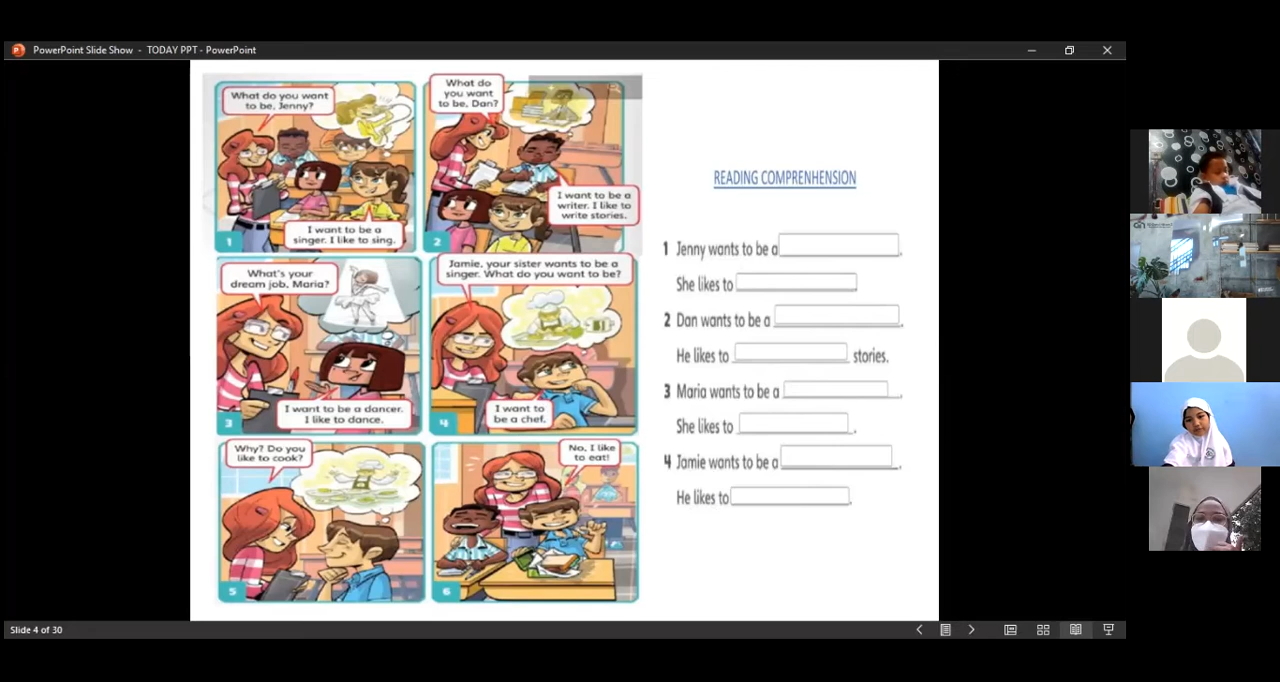 PowerPoint Slide Show - TODAY PPT - PowerPoint
What do you want
to be, Jenny?
I want to be a
singer. I like to sing.
1
What do
you want
to be, Dan?
I want to be a
writer. I like to
write stories.
2
What's your
dream job, Maria?
I want to be a dancer.
I like to dance.
3
Jamie, your sister wants to be a
singer. What do you want to be?
I want to
be a chef.
4
Why? Do you
like to cook?
5
No, I like
to eat!
6
READING COMPRENHENSION
1 Jenny wants to be a .
She likes to
2 Dan wants to be a .
He likes to stories.
3 Maria wants to be a .
She likes to .
4 Jamie wants to be a .
He likes to .
Slide 4 of 30